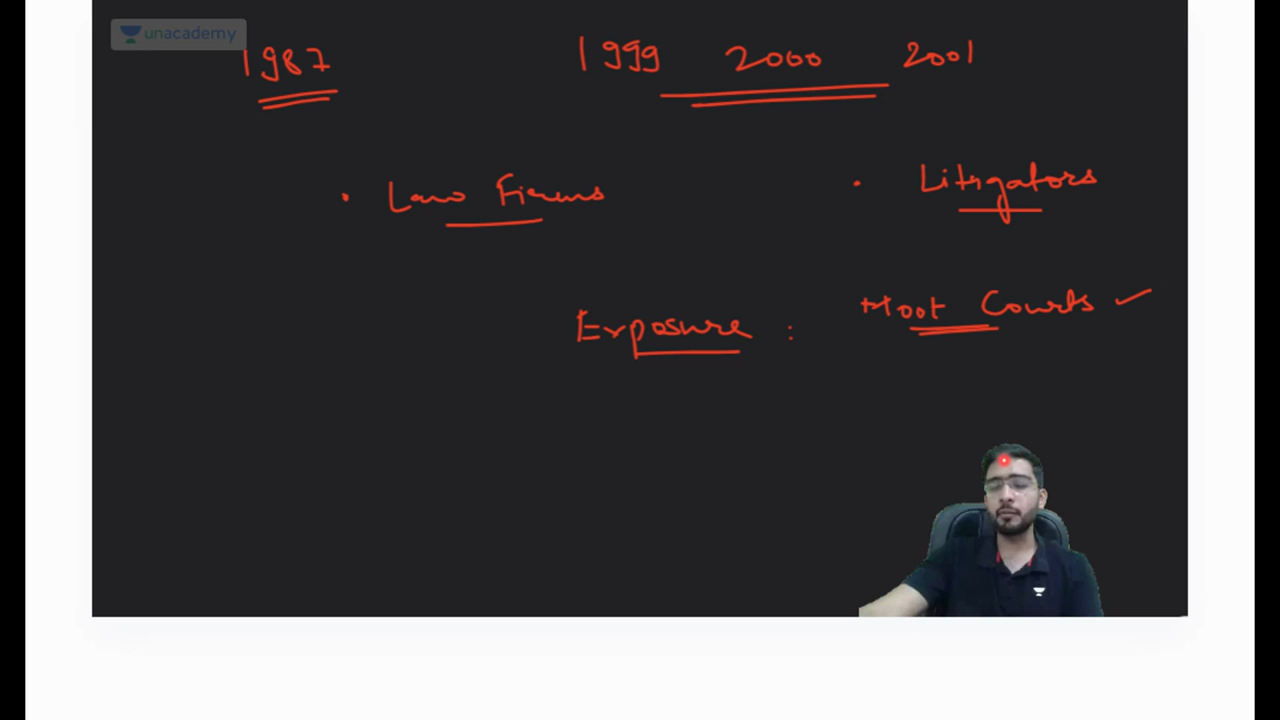 unacademy
1987 1999 2000 2001
• Law Firms • Litigators
Exposure : Moot Courts ✓